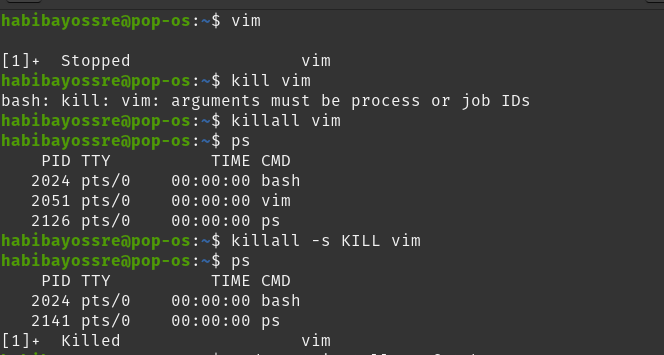 habibayossre@pop-os:~$ vim
[1]+  Stopped                 vim
habibayossre@pop-os:~$ kill vim
bash: kill: vim: arguments must be process or job IDs
habibayossre@pop-os:~$ killall vim
habibayossre@pop-os:~$ ps
    PID TTY          TIME CMD
   2024 pts/0    00:00:00 bash
   2051 pts/0    00:00:00 vim
   2126 pts/0    00:00:00 ps
habibayossre@pop-os:~$ killall -s KILL vim
habibayossre@pop-os:~$ ps
    PID TTY          TIME CMD
   2024 pts/0    00:00:00 bash
   2141 pts/0    00:00:00 ps
[1]+  Killed                  vim